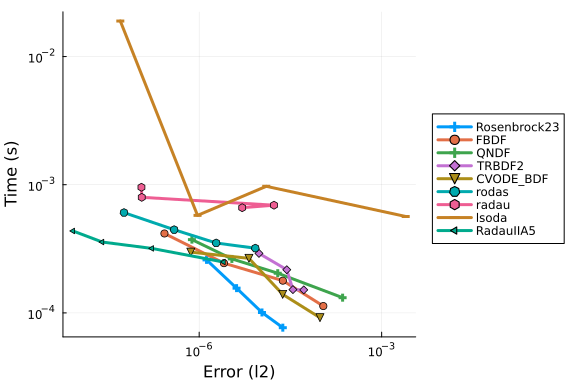 10⁻²
10⁻³
10⁻⁴
Time (s)
10⁻⁶
10⁻³
Error (l2)
Rosenbrock23
FBDF
QNDF
TRBDF2
CVODE_BDF
rodas
radau
lsoda
RadauIIA5